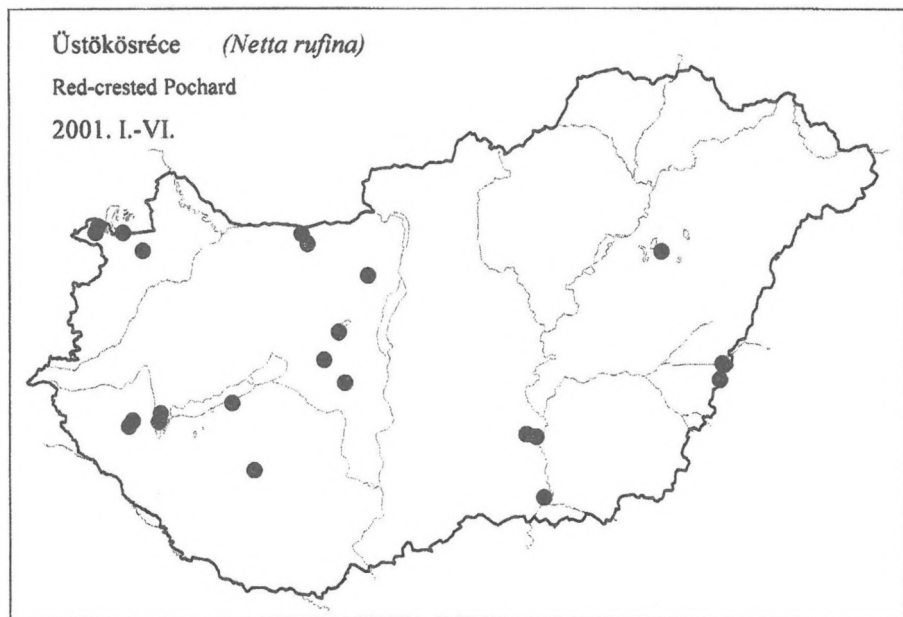 Üstökösréce (Netta rufina)
Red-crested Pochard
2001. I.-VI.